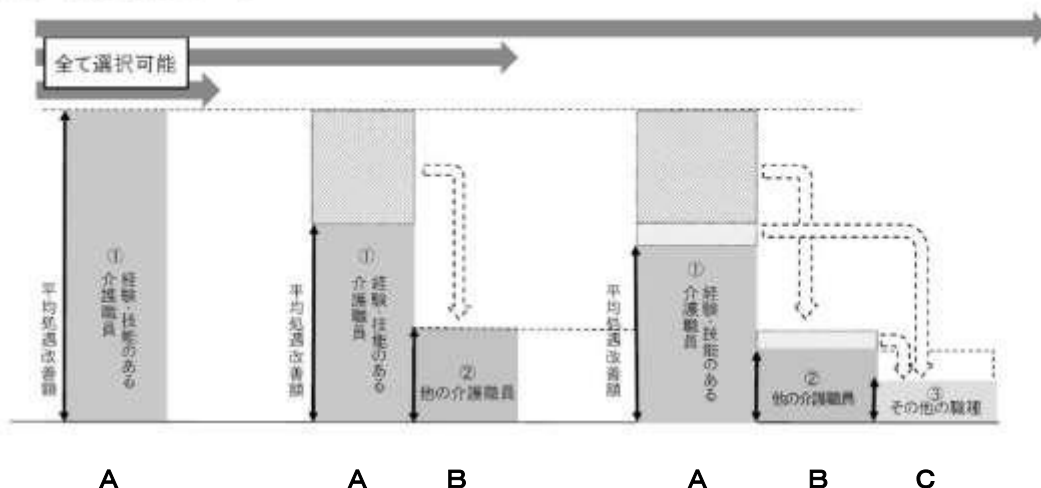 全て選択可能
平均処遇改善額
①
経験・技能のある
介護職員
平均処遇改善額
①
経験・技能のある
介護職員
②
他の介護職員
平均処遇改善額
①
経験・技能のある
介護職員
②
他の介護職員
③
その他の職種
A
A
B
A
B
C